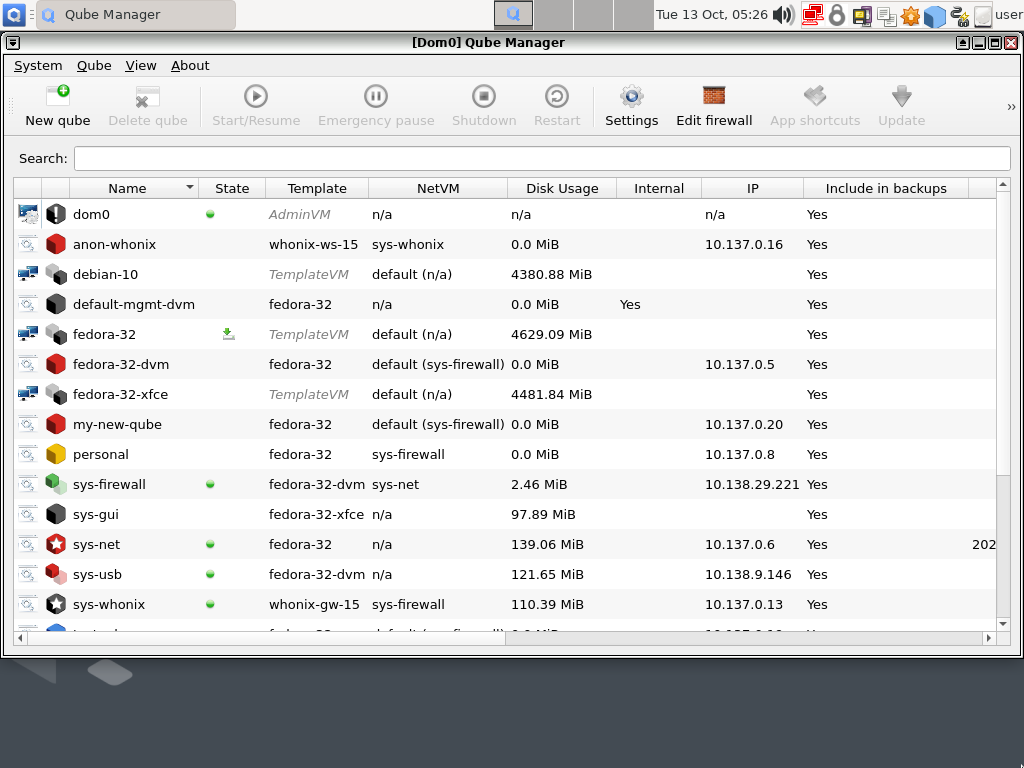 Qube Manager
Tue 13 Oct, 05:26
user
[Dom0] Qube Manager
System Qube View About
New qube Delete qube Start/Resume Emergency pause Shutdown Restart Settings Edit firewall App shortcuts Update
Search:
Name State Template NetVM Disk Usage Internal IP Include in backups
dom0 AdminVM n/a n/a n/a Yes
anon-whonix whonix-ws-15 sys-whonix 0.0 MiB 10.137.0.16 Yes
debian-10 TemplateVM default (n/a) 4380.88 MiB Yes
default-mgmt-dvm fedora-32 n/a 0.0 MiB Yes Yes
fedora-32 TemplateVM default (n/a) 4629.09 MiB Yes
fedora-32-dvm fedora-32 default (sys-firewall) 0.0 MiB 10.137.0.5 Yes
fedora-32-xfce TemplateVM default (n/a) 4481.84 MiB Yes
my-new-qube fedora-32 default (sys-firewall) 0.0 MiB 10.137.0.20 Yes
personal fedora-32 sys-firewall 0.0 MiB 10.137.0.8 Yes
sys-firewall fedora-32-dvm sys-net 2.46 MiB 10.138.29.221 Yes
sys-gui fedora-32-xfce n/a 97.89 MiB Yes
sys-net fedora-32 n/a 139.06 MiB 10.137.0.6 Yes 202
sys-usb fedora-32-dvm n/a 121.65 MiB 10.138.9.146 Yes
sys-whonix whonix-gw-15 sys-firewall 110.39 MiB 10.137.0.13 Yes